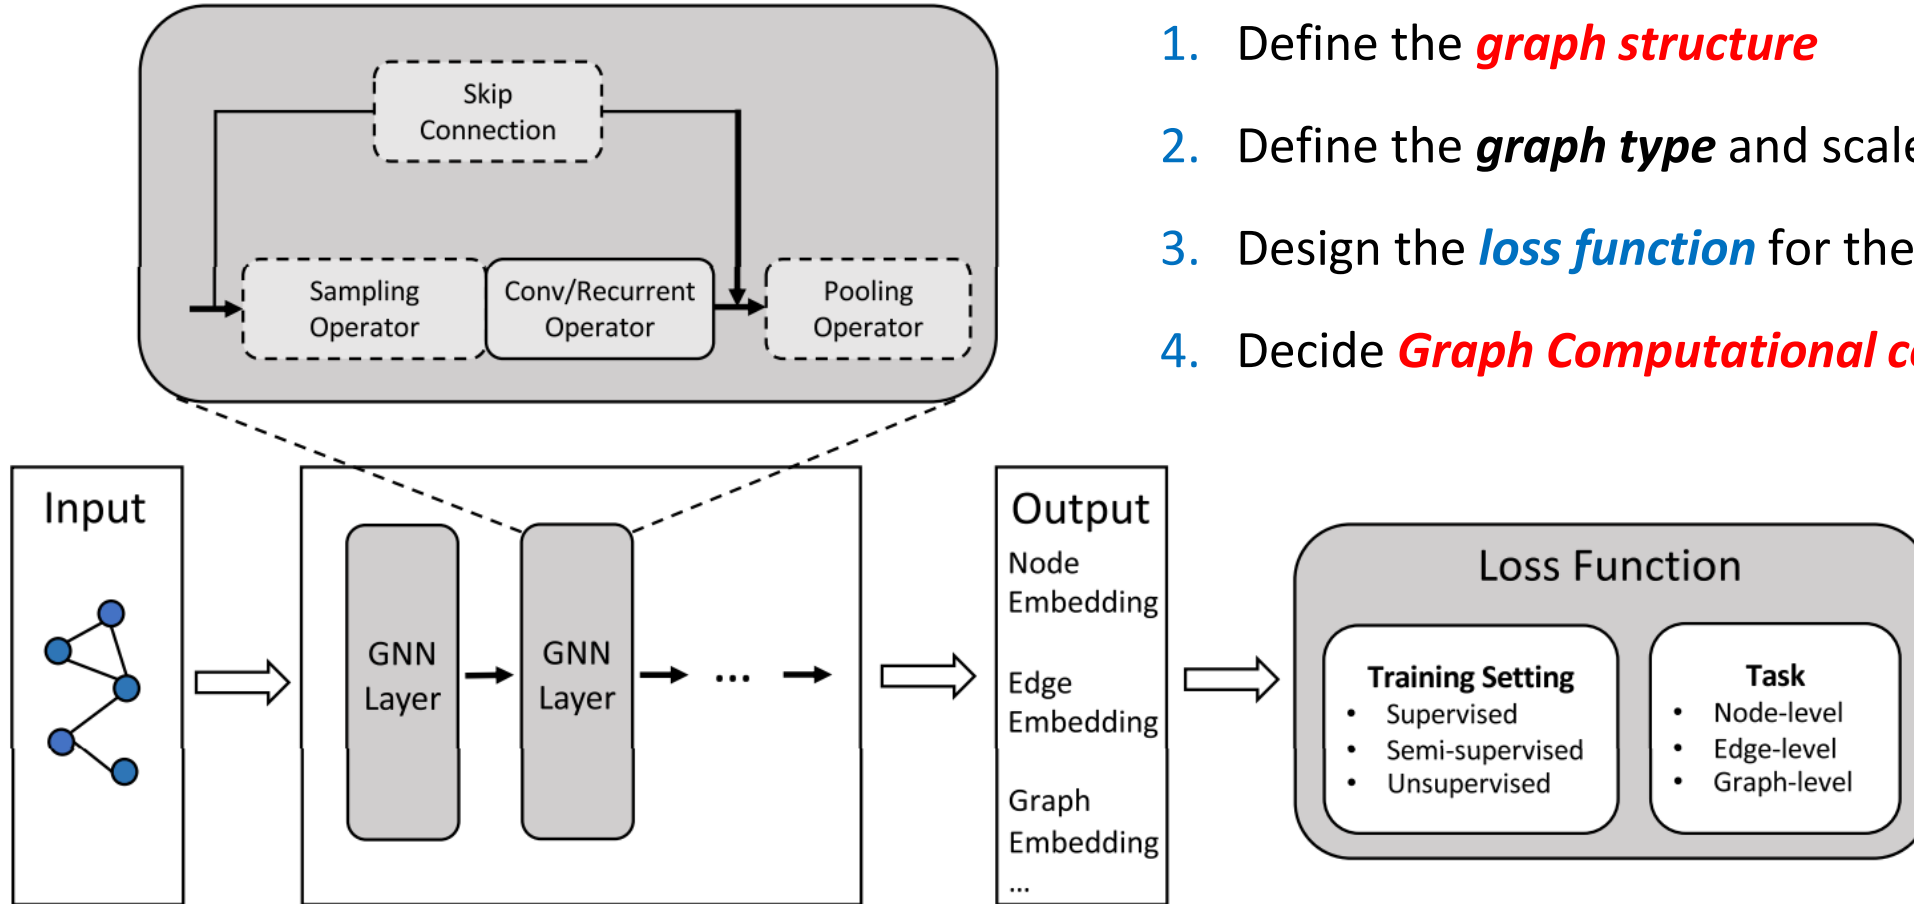 Skip
Connection
Sampling
Operator
Conv/Recurrent
Operator
Pooling
Operator
1. Define the graph structure
2. Define the graph type and scale
3. Design the loss function for the
4. Decide Graph Computational
Input
GNN
Layer
GNN
Layer
...
Output
Node
Embedding
Edge
Embedding
Graph
Embedding
...
Loss Function
Training Setting
• Supervised
• Semi-supervised
• Unsupervised
Task
• Node-level
• Edge-level
• Graph-level